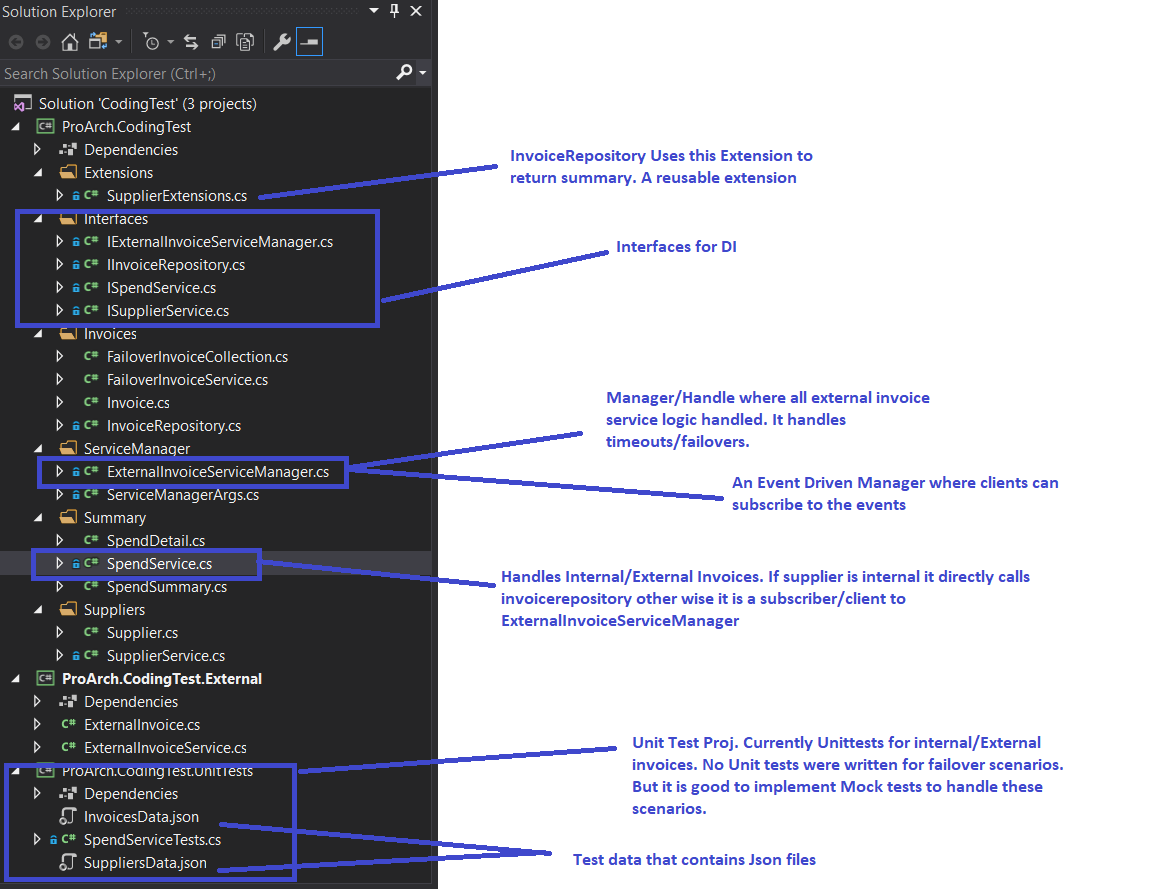 Solution Explorer
Search Solution Explorer (Ctrl+;)
Solution 'CodingTest' (3 projects)
C# ProArch.CodingTest
Dependencies
Extensions
C# SupplierExtensions.cs
Interfaces
C# IExternalInvoiceServiceManager.cs
C# IInvoiceRepository.cs
C# ISpendService.cs
C# ISupplierService.cs
Invoices
C# FailoverInvoiceCollection.cs
C# FailoverInvoiceService.cs
C# Invoice.cs
C# InvoiceRepository.cs
ServiceManager
C# ExternalInvoiceServiceManager.cs
C# ServiceManagerArgs.cs
Summary
C# SpendDetail.cs
C# SpendService.cs
C# SpendSummary.cs
Suppliers
C# Supplier.cs
C# SupplierService.cs
C# ProArch.CodingTest.External
Dependencies
C# ExternalInvoice.cs
C# ExternalInvoiceService.cs
C# ProArch.CodingTest.UnitTests
Dependencies
InvoicesData.json
C# SpendServiceTests.cs
SuppliersData.json
InvoiceRepository Uses this Extension to
return summary. A reusable extension
Interfaces for DI
Manager/Handle where all external invoice
service logic handled. It handles
timeouts/failovers.
An Event Driven Manager where clients can
subscribe to the events
Handles Internal/External Invoices. If supplier is internal it directly calls
invoicerepository other wise it is a subscriber/client to
ExternalInvoiceServiceManager
Unit Test Proj. Currently Unittests for internal/External
invoices. No Unit tests were written for failover scenarios.
But it is good to implement Mock tests to handle these
scenarios.
Test data that contains Json files